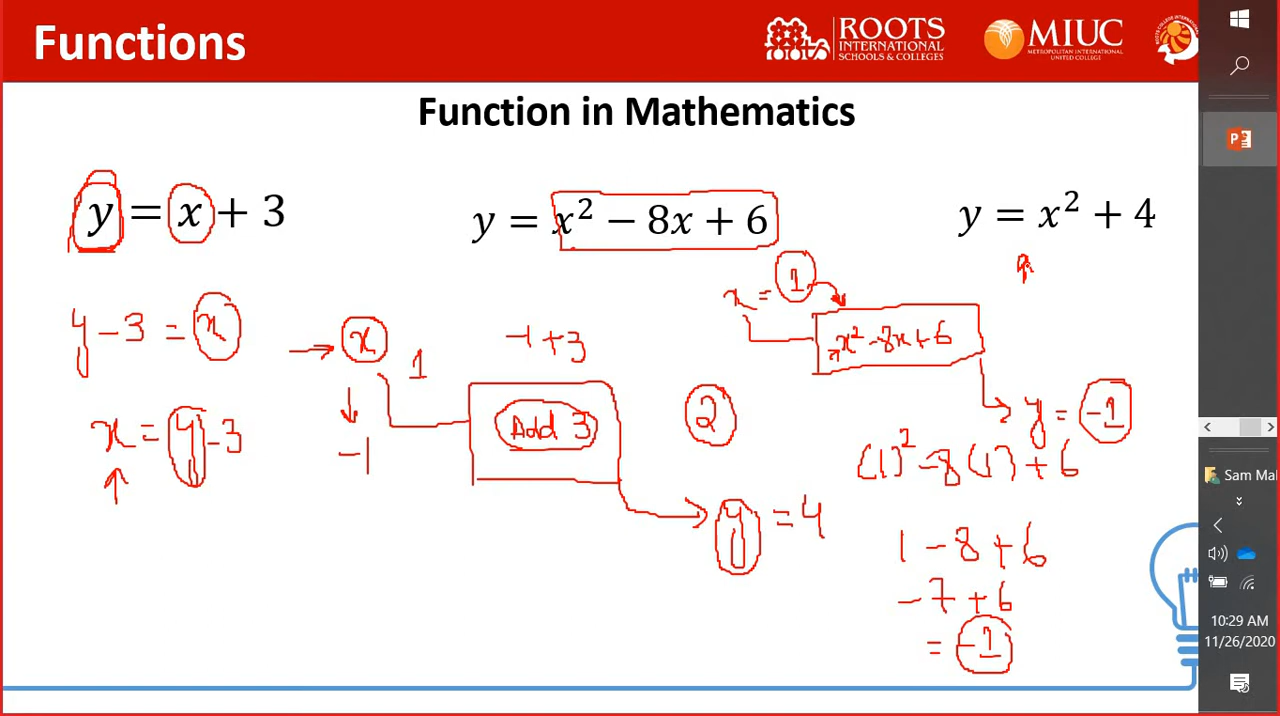 Functions
ROOTS
INTERNATIONAL
SCHOOLS & COLLEGES
MIUC
METROPOLITAN INTERNATIONAL
UNITED COLLEGE
Function in Mathematics
y = x + 3
y = x² − 8x + 6
y = x² + 4
y - 3 = x
x = y - 3
x
1
-1
-1 + 3
Add 3
2
y = 4
x = 1
x² - 8x + 6
y = -1
(1)² - 8(1) + 6
1 - 8 + 6
-7 + 6
= -1
Sam Mal
10:29 AM
11/26/2020